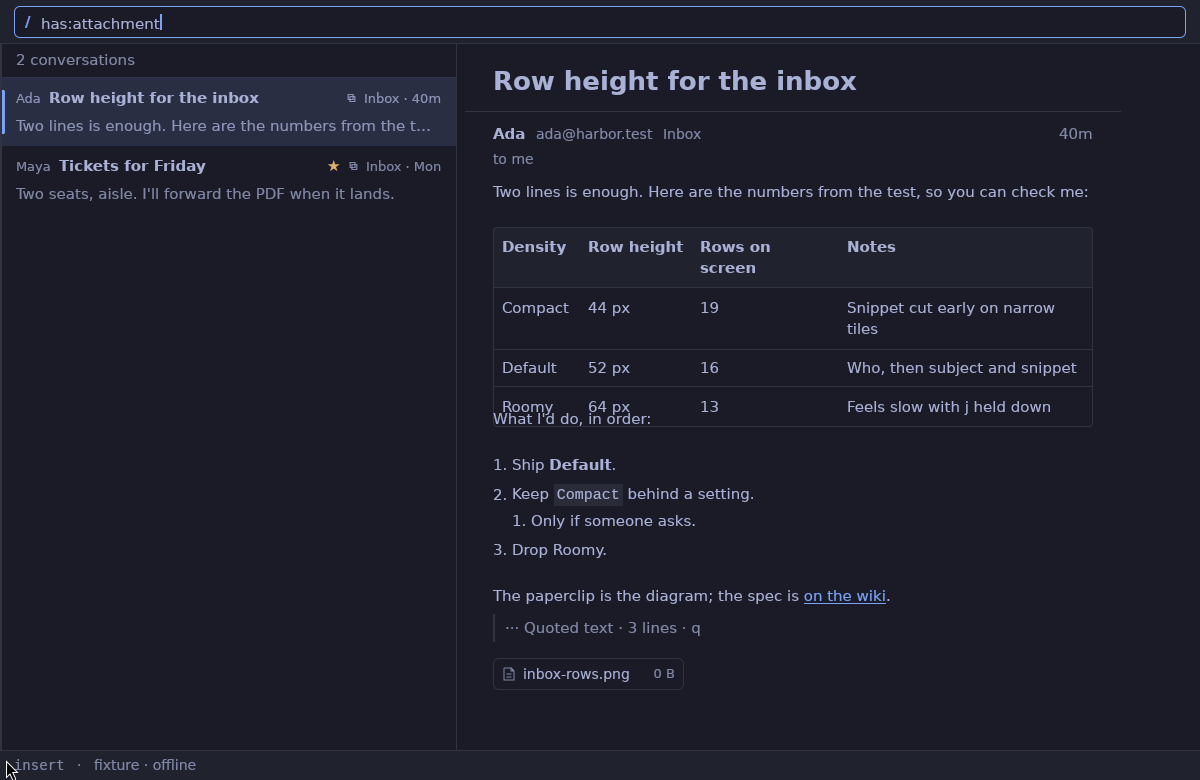 / has:attachment
2 conversations
Ada Row height for the inbox Inbox · 40m
Two lines is enough. Here are the numbers from the t…
Maya Tickets for Friday ★ Inbox · Mon
Two seats, aisle. I'll forward the PDF when it lands.
Row height for the inbox
Ada ada@harbor.test Inbox 40m
to me
Two lines is enough. Here are the numbers from the test, so you can check me:
Density Row height Rows on screen Notes
Compact 44 px 19 Snippet cut early on narrow tiles
Default 52 px 16 Who, then subject and snippet
Roomy 64 px 13 Feels slow with j held down
What I'd do, in order:
1. Ship Default.
2. Keep Compact behind a setting.
1. Only if someone asks.
3. Drop Roomy.
The paperclip is the diagram; the spec is on the wiki.
··· Quoted text · 3 lines · q
inbox-rows.png 0 B
insert · fixture · offline